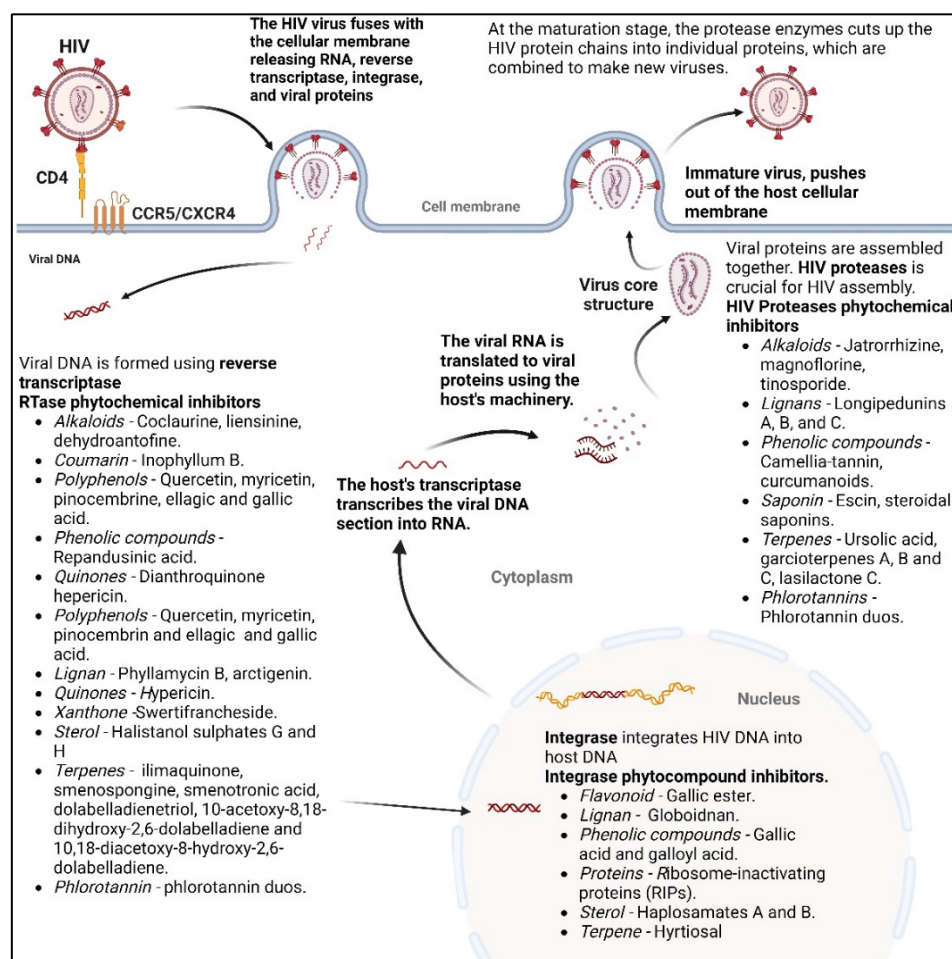 HIV
The HIV virus fuses with
the cellular membrane
releasing RNA, reverse
transcriptase, integrase,
and viral proteins
At the maturation stage, the protease enzymes cuts up the
HIV protein chains into individual proteins, which are
combined to make new viruses.
CD4
CCR5/CXCR4
Cell membrane
Immature virus, pushes
out of the host cellular
membrane
Viral DNA
Virus core
structure
Viral proteins are assembled
together. HIV proteases is
crucial for HIV assembly.
HIV Proteases phytochemical
inhibitors
• Alkaloids - Jatrorrhizine,
magnoflorine,
tinosporide.
• Lignans - Longipedunins
A, B, and C.
• Phenolic compounds -
Camellia-tannin,
curcumanoids.
• Saponin - Escin, steroidal
saponins.
• Terpenes - Ursolic acid,
garcioterpenes A, B and
C, lasilactone C.
• Phlorotannins -
Phlorotannin duos.
The viral RNA is
translated to viral
proteins using the
host's machinery.
Viral DNA is formed using reverse
transcriptase
RTase phytochemical inhibitors
• Alkaloids - Coclaurine, liensinine,
dehydroantofine.
• Coumarin - Inophyllum B.
• Polyphenols - Quercetin, myricetin,
pinocembrine, ellagic and gallic
acid.
• Phenolic compounds -
Repandusinic acid.
• Quinones - Dianthroquinone
hepericin.
• Polyphenols - Quercetin, myricetin,
pinocembrin and ellagic and gallic
acid.
• Lignan - Phyllamycin B, arctigenin.
• Quinones - Hypericin.
• Xanthone -Swertifrancheside.
• Sterol - Halistanol sulphates G and
H
• Terpenes - ilimaquinone,
smenospongine, smenotronic acid,
dolabelladienetriol, 10-acetoxy-8,18-
dihydroxy-2,6-dolabelladiene and
10,18-diacetoxy-8-hydroxy-2,6-
dolabelladiene.
• Phlorotannin - phlorotannin duos.
The host's transcriptase
transcribes the viral DNA
section into RNA.
Cytoplasm
Nucleus
Integrase integrates HIV DNA into
host DNA
Integrase phytocompound inhibitors.
• Flavonoid - Gallic ester.
• Lignan - Globoidnan.
• Phenolic compounds - Gallic
acid and galloyl acid.
• Proteins - Ribosome-inactivating
proteins (RIPs).
• Sterol - Haplosamates A and B.
• Terpene - Hyrtiosal